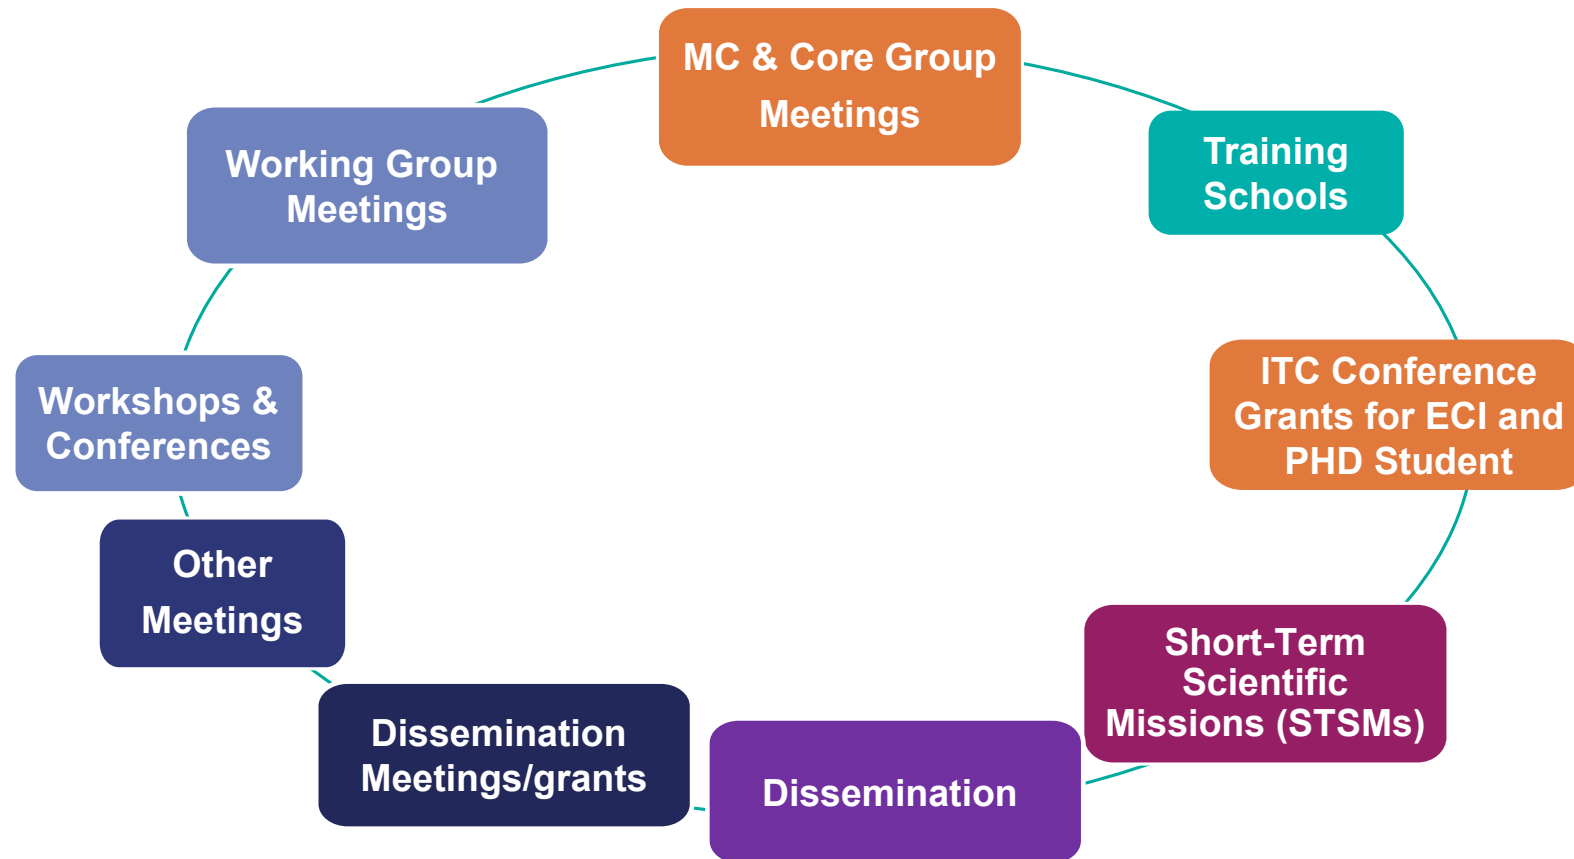 MC & Core Group
Meetings
Training
Schools
ITC Conference
Grants for ECI and
PHD Student
Short-Term
Scientific
Missions (STSMs)
Dissemination
Dissemination
Meetings/grants
Other
Meetings
Workshops &
Conferences
Working Group
Meetings